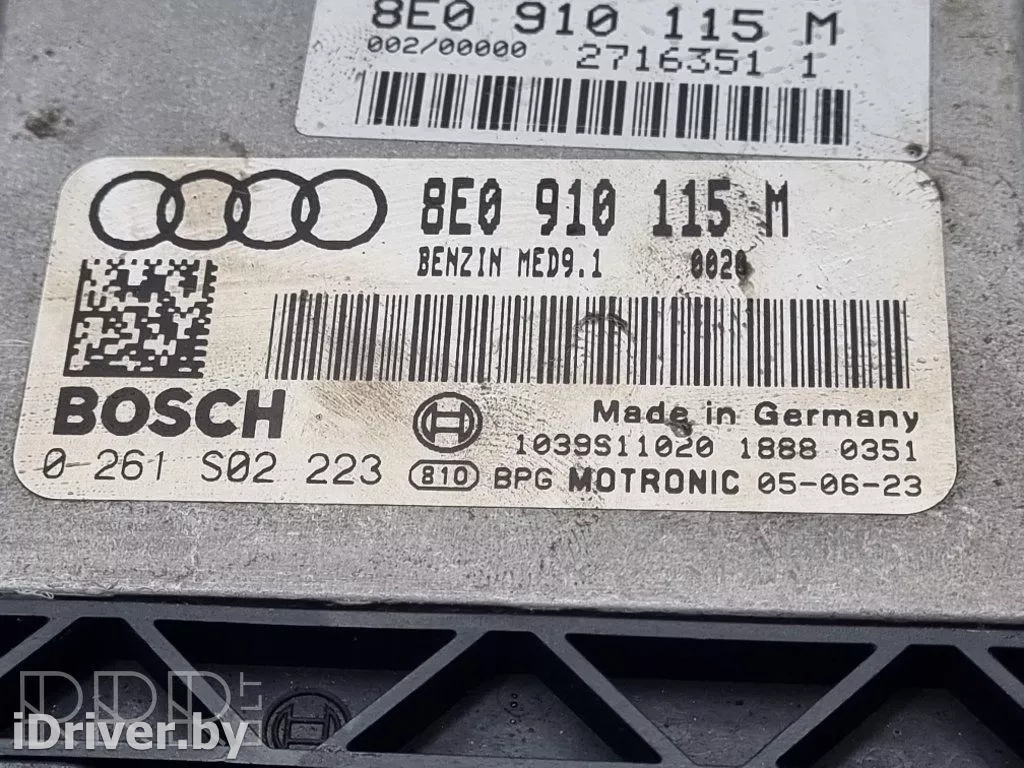 8E0 910 115 M
002/00000 2716351 1
8E0 910 115 M
BENZIN MED9.1 0020
BOSCH
Made in Germany
1039S11020 1888 0351
0 261 S02 223 810 BPG MOTRONIC 05-06-23
iDriver.by